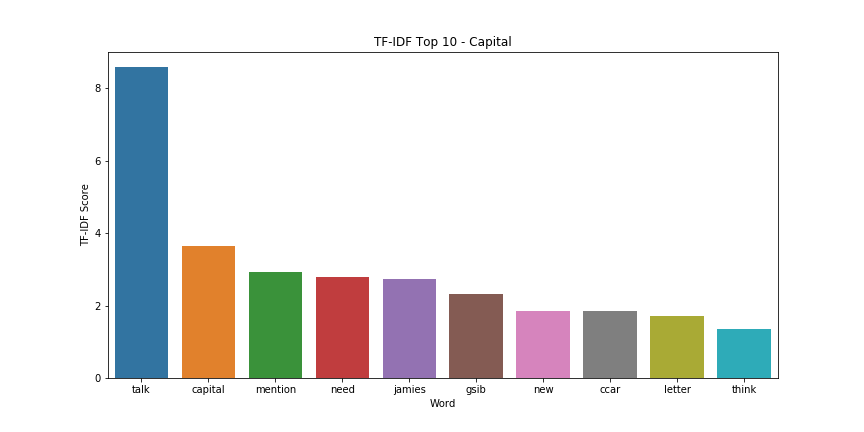 TF-IDF Top 10 - Capital
TF-IDF Score
8
6
4
2
0
talk capital mention need jamies gsib new ccar letter think
Word